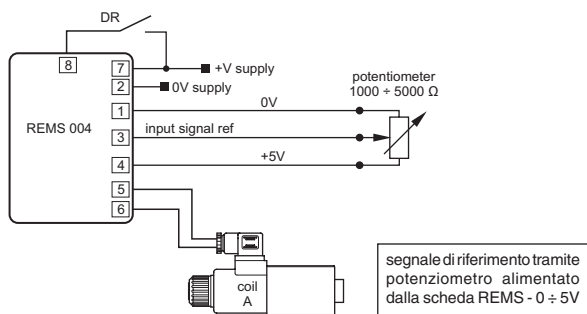 DR
8
7
+V supply
2
0V supply
potentiometer
1000 ÷ 5000 Ω
1
0V
REMS 004
3
input signal ref
4
+5V
5
6
coil
A
segnale di riferimento tramite
potenziometro alimentato
dalla scheda REMS - 0 ÷ 5V